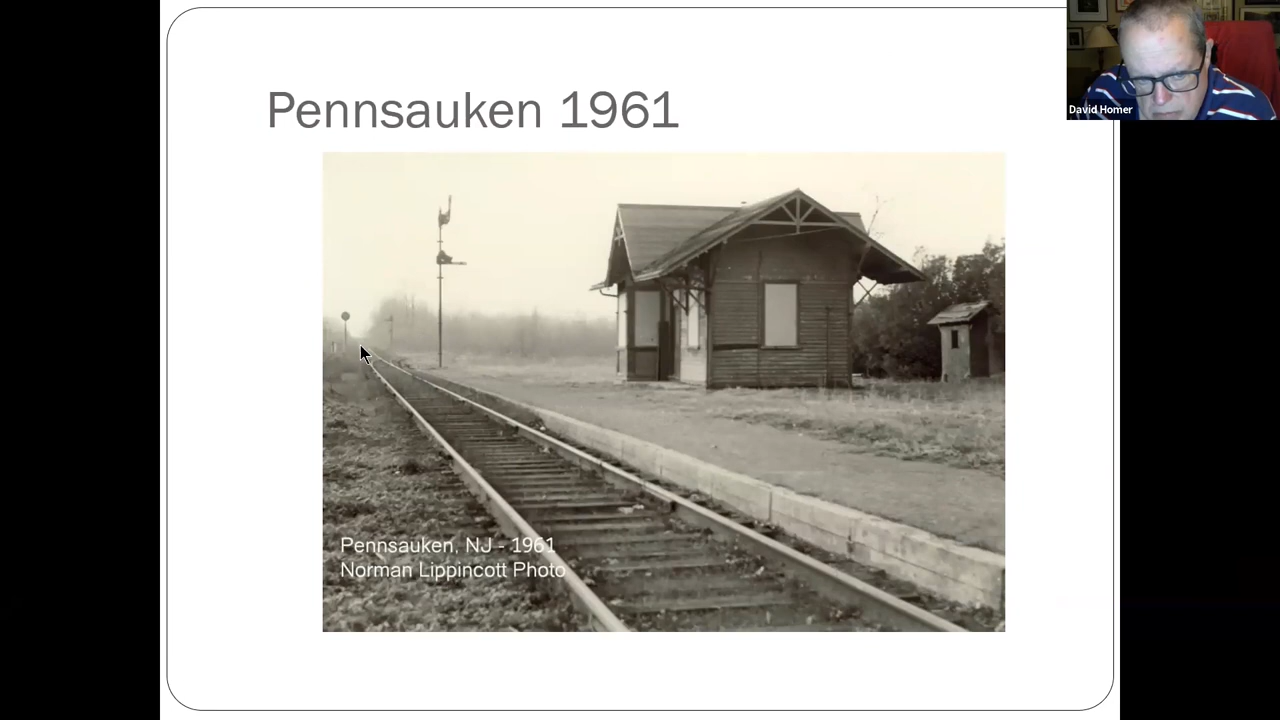 Pennsauken 1961
David Homer
Pennsauken, NJ - 1961
Norman Lippincott Photo